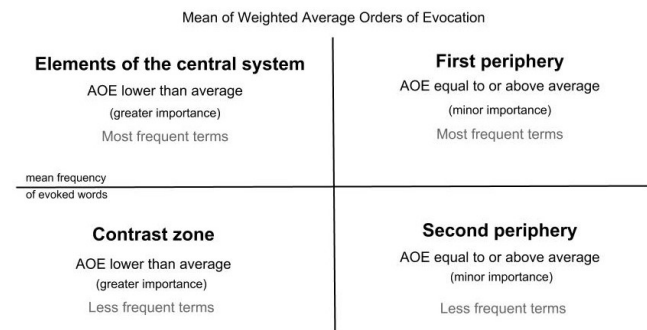 Mean of Weighted Average Orders of Evocation
Elements of the central system
AOE lower than average
(greater importance)
Most frequent terms
First periphery
AOE equal to or above average
(minor importance)
Most frequent terms
mean frequency
of evoked words
Contrast zone
AOE lower than average
(greater importance)
Less frequent terms
Second periphery
AOE equal to or above average
(minor importance)
Less frequent terms